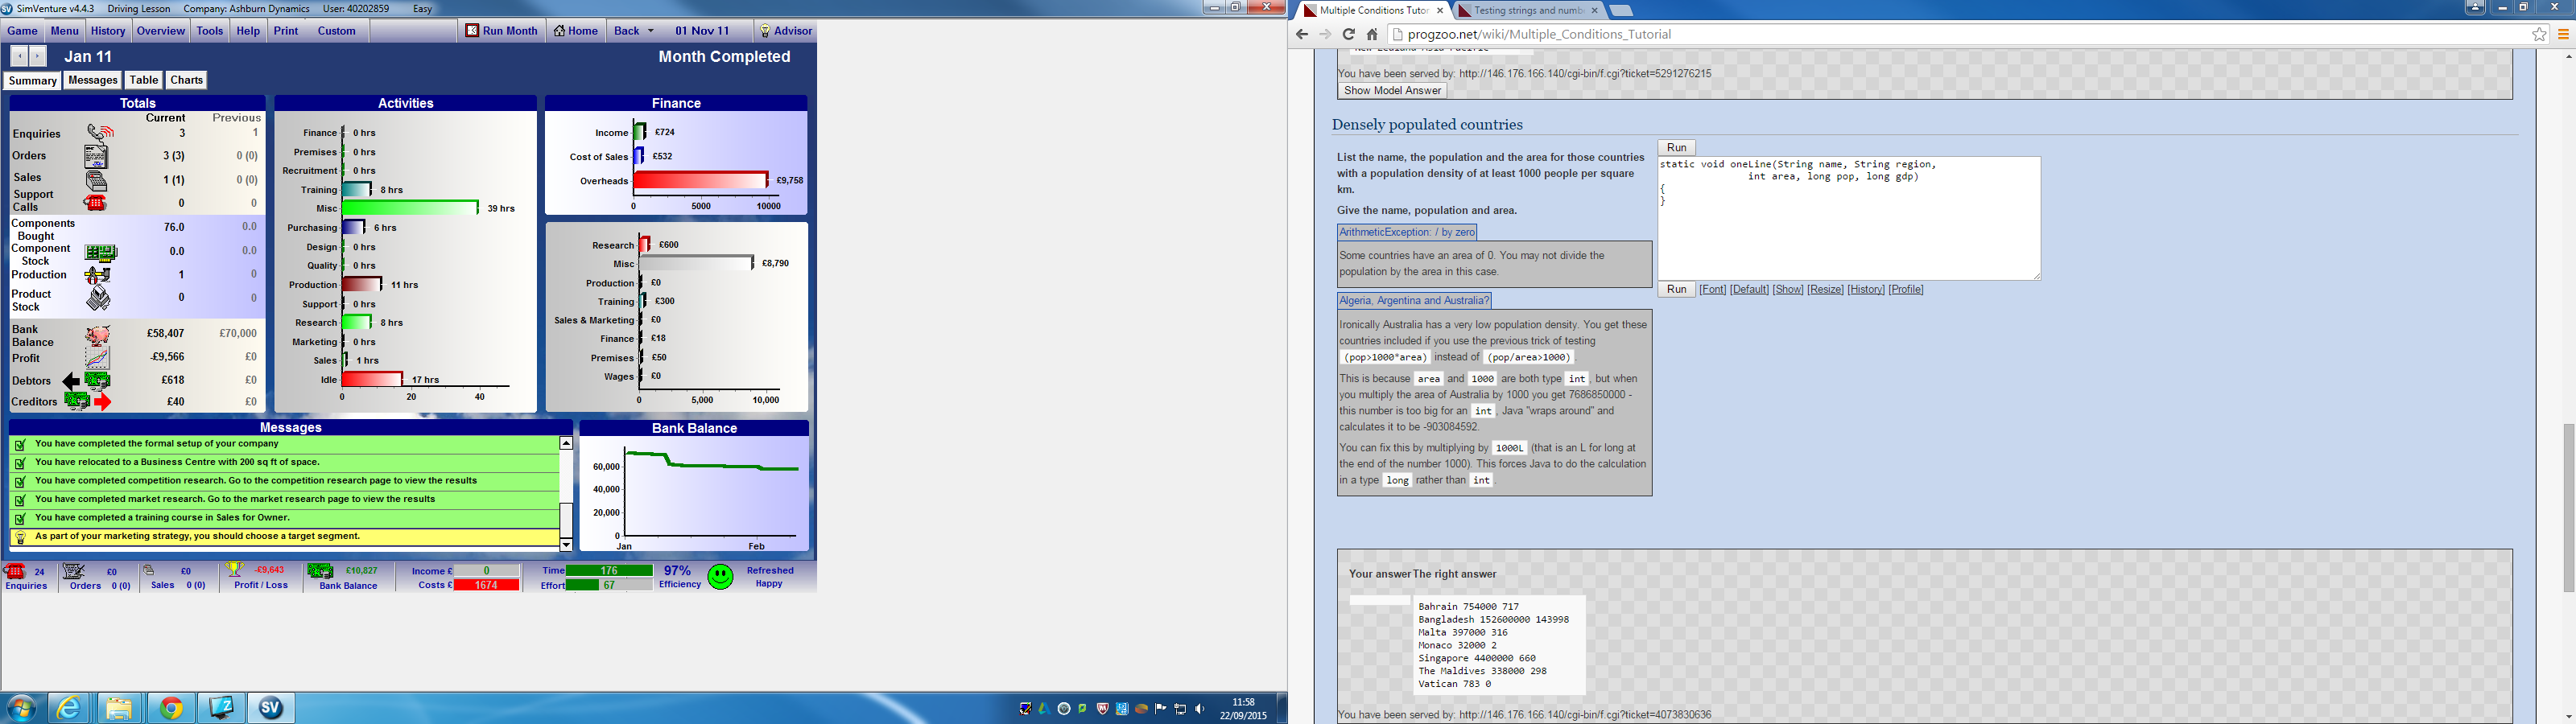 SimVenture v4.4.3 Driving Lesson Company: Ashburn Dynamics User: 40202859 Easy
Game Menu History Overview Tools Help Print Custom Run Month Home Back 01 Nov 11 Advisor
Jan 11 Month Completed
Summary Messages Table Charts
Totals
Current Previous
Enquiries 3 1
Orders 3 (3) 0 (0)
Sales 1 (1) 0 (0)
Support Calls 0 0
Components Bought 76.0 0.0
Component Stock 0.0 0.0
Production 1 0
Product Stock 0 0
Bank Balance £58,407 £70,000
Profit -£9,566 £0
Debtors £618 £0
Creditors £40 £0
Activities
Finance 0 hrs
Premises 0 hrs
Recruitment 0 hrs
Training 8 hrs
Misc 39 hrs
Purchasing 6 hrs
Design 0 hrs
Quality 0 hrs
Production 11 hrs
Support 0 hrs
Research 8 hrs
Marketing 0 hrs
Sales 1 hrs
Idle 17 hrs
0 20 40
Finance
Income £724
Cost of Sales £532
Overheads £9,758
0 5000 10000
Research £600
Misc £8,790
Production £0
Training £300
Sales & Marketing £0
Finance £18
Premises £50
Wages £0
0 5,000 10,000
Messages
You have completed the formal setup of your company
You have relocated to a Business Centre with 200 sq ft of space.
You have completed competition research. Go to the competition research page to view the results
You have completed market research. Go to the market research page to view the results
You have completed a training course in Sales for Owner.
As part of your marketing strategy, you should choose a target segment.
Bank Balance
60,000
40,000
20,000
0
Jan Feb
24 £0 £0 -£9,643 £10,827 Income £ 0 Time 176 97% Refreshed
Enquiries Orders 0 (0) Sales 0 (0) Profit / Loss Bank Balance Costs £ 1674 Effort 67 Efficiency Happy
11:58
22/09/2015
Multiple Conditions Tutor Testing strings and numb
progzoo.net/wiki/Multiple_Conditions_Tutorial
You have been served by: http://146.176.166.140/cgi-bin/f.cgi?ticket=5291276215
Show Model Answer
Densely populated countries
List the name, the population and the area for those countries
with a population density of at least 1000 people per square
km.
Give the name, population and area.
ArithmeticException: / by zero
Some countries have an area of 0. You may not divide the
population by the area in this case.
Algeria, Argentina and Australia?
Ironically Australia has a very low population density. You get these
countries included if you use the previous trick of testing
(pop>1000*area) instead of (pop/area>1000) .
This is because area and 1000 are both type int , but when
you multiply the area of Australia by 1000 you get 7686850000 -
this number is too big for an int , Java "wraps around" and
calculates it to be -903084592.
You can fix this by multiplying by 1000L (that is an L for long at
the end of the number 1000). This forces Java to do the calculation
in a type long rather than int .
Run
static void oneLine(String name, String region,
int area, long pop, long gdp)
{
}
Run [Font] [Default] [Show] [Resize] [History] [Profile]
Your answer The right answer
Bahrain 754000 717
Bangladesh 152600000 143998
Malta 397000 316
Monaco 32000 2
Singapore 4400000 660
The Maldives 338000 298
Vatican 783 0
You have been served by: http://146.176.166.140/cgi-bin/f.cgi?ticket=4073830636